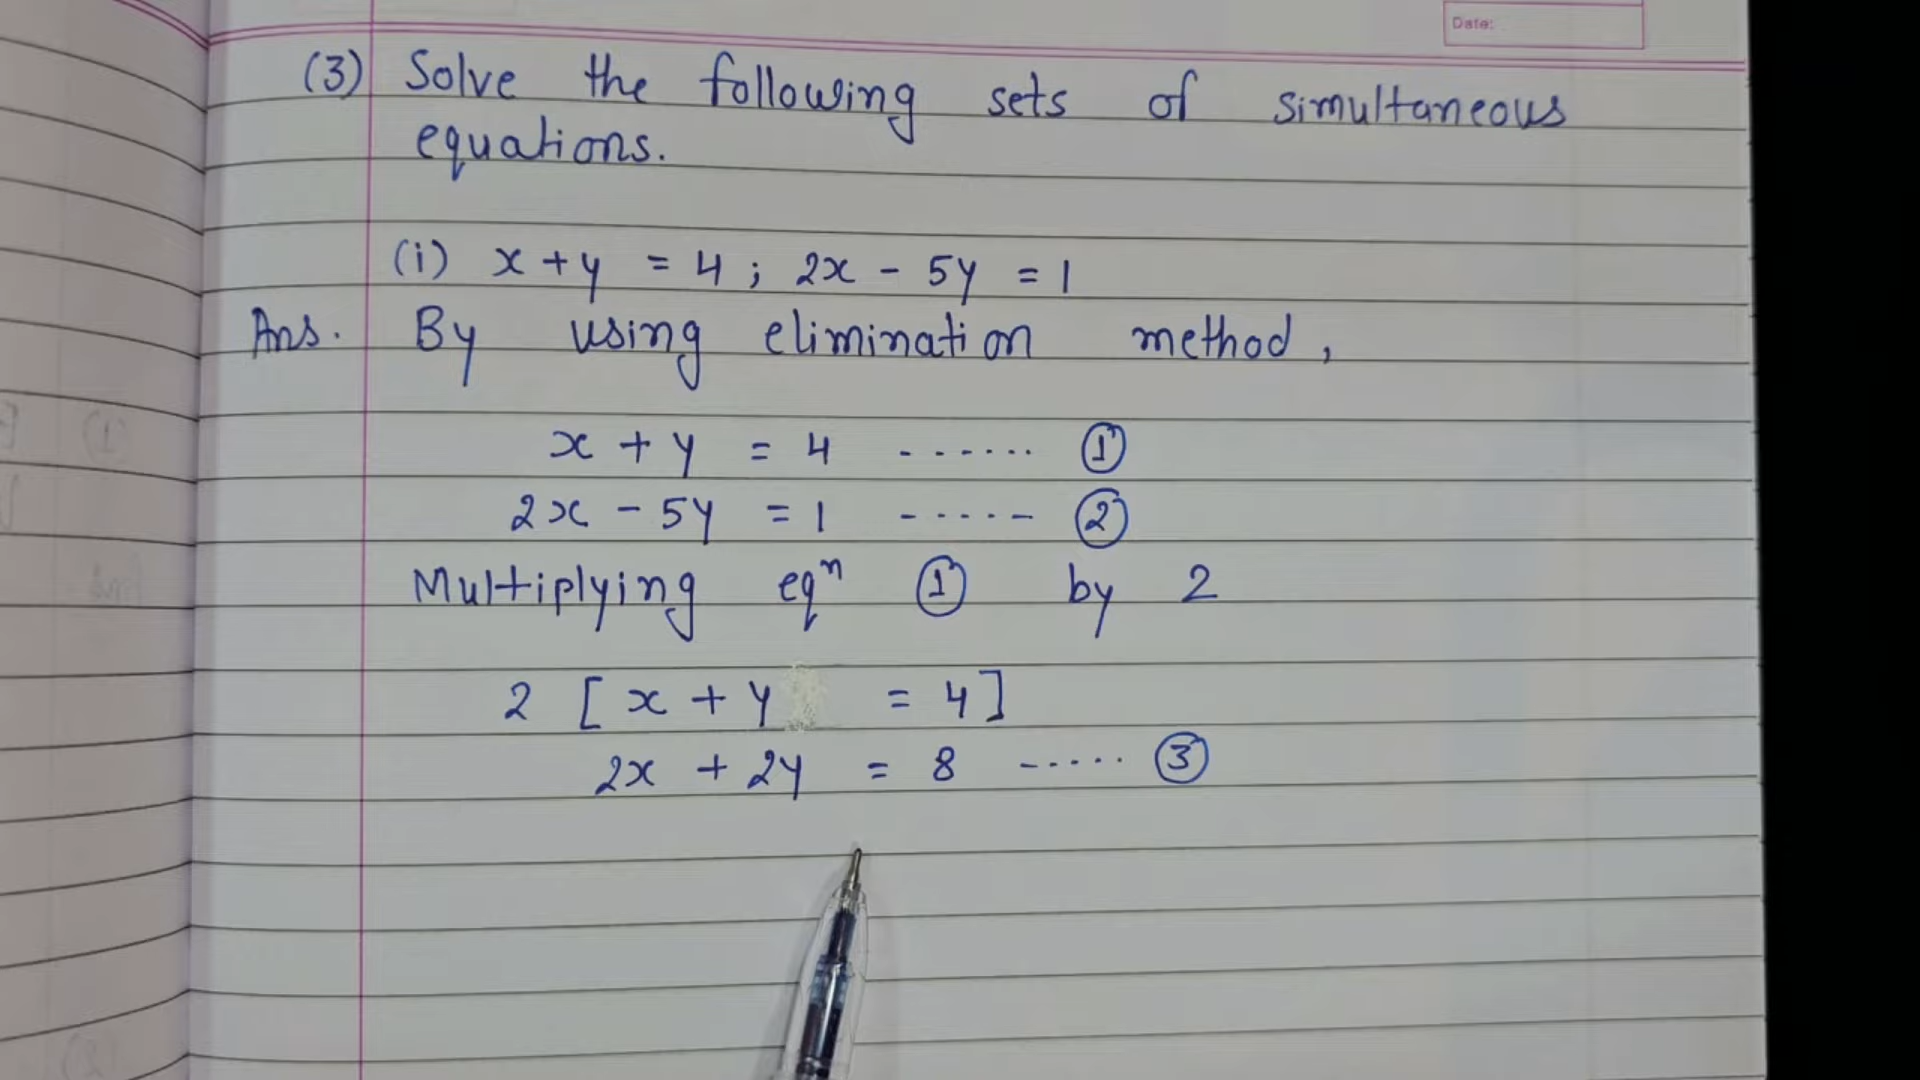 Date:
(3) Solve the following sets of simultaneous
equations.
(i) x + y = 4 ; 2x - 5y = 1
Ans. By using elimination method,
x + y = 4 ...... ①
2x - 5y = 1 ----- ②
Multiplying eqⁿ ① by 2
2 [ x + y = 4 ]
2x + 2y = 8 ..... ③